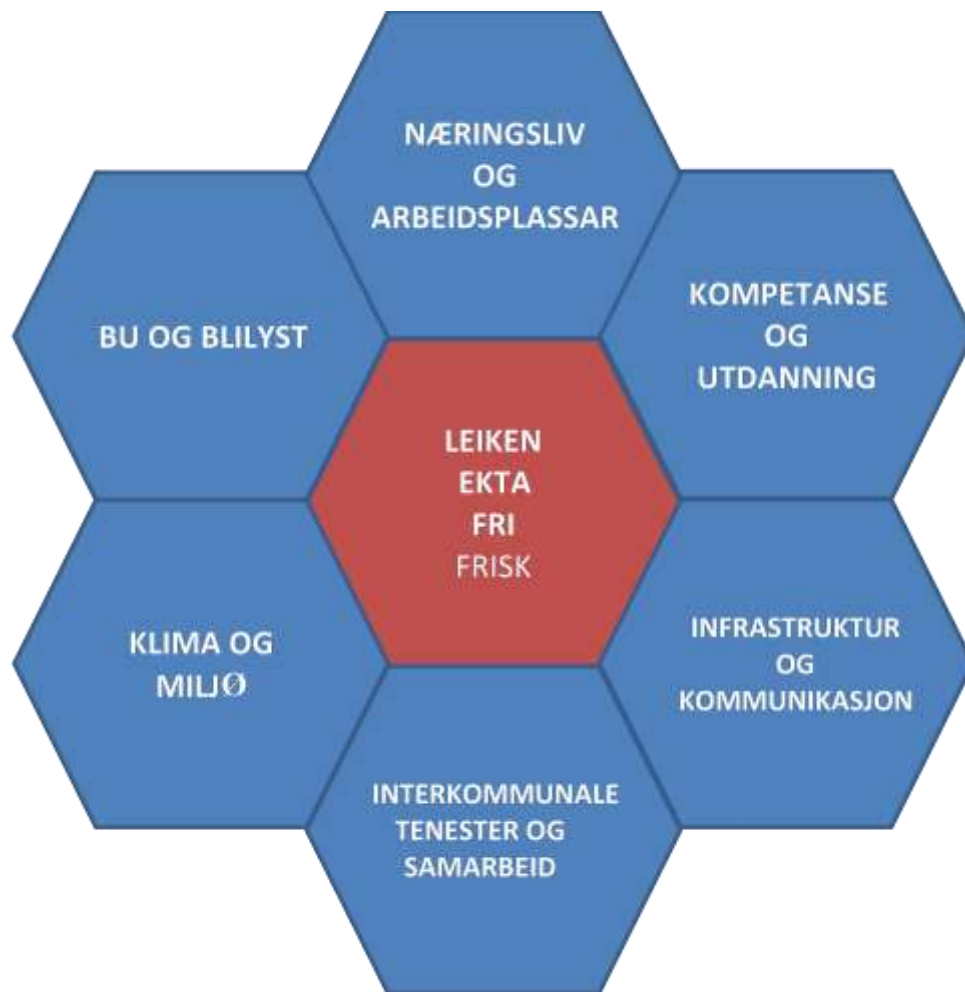 NÆRINGSLIV
OG
ARBEIDSPLASSAR
KOMPETANSE
OG
UTDANNING
BU OG BLILYST
LEIKEN
EKTA
FRI
FRISK
INFRASTRUKTUR
OG
KOMMUNIKASJON
KLIMA OG
MILJØ
INTERKOMMUNALE
TENESTER OG
SAMARBEID